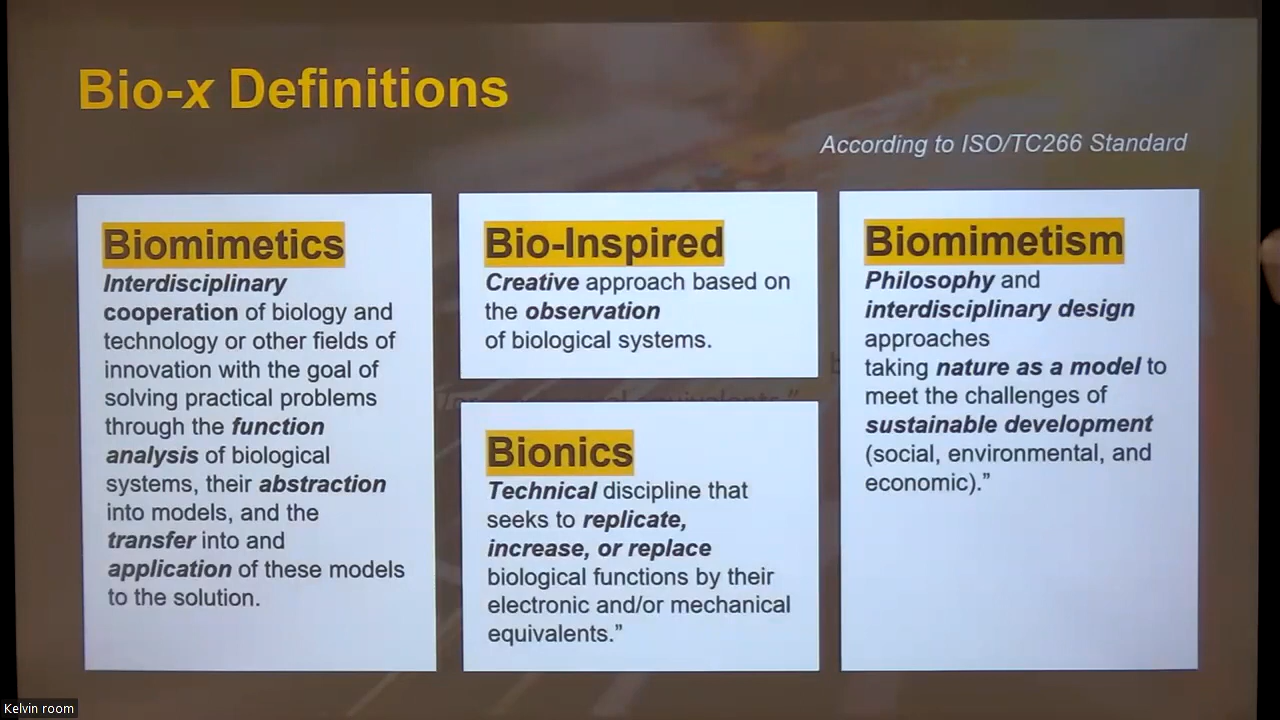 Bio-x Definitions
According to ISO/TC266 Standard
Biomimetics
Interdisciplinary
cooperation of biology and
technology or other fields of
innovation with the goal of
solving practical problems
through the function
analysis of biological
systems, their abstraction
into models, and the
transfer into and
application of these models
to the solution.
Bio-Inspired
Creative approach based on
the observation
of biological systems.
Bionics
Technical discipline that
seeks to replicate,
increase, or replace
biological functions by their
electronic and/or mechanical
equivalents.”
Biomimetism
Philosophy and
interdisciplinary design
approaches
taking nature as a model to
meet the challenges of
sustainable development
(social, environmental, and
economic).”
Kelvin room